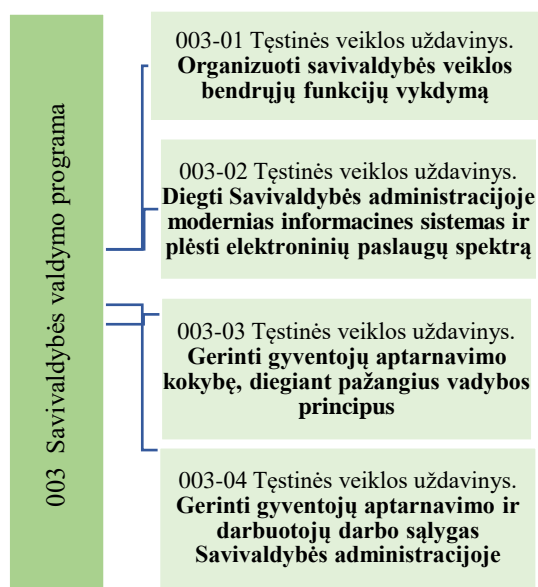 003 Savivaldybės valdymo programa
003-01 Tęstinės veiklos uždavinys.
Organizuoti savivaldybės veiklos
bendrųjų funkcijų vykdymą
003-02 Tęstinės veiklos uždavinys.
Diegti Savivaldybės administracijoje
modernias informacines sistemas ir
plėsti elektroninių paslaugų spektrą
003-03 Tęstinės veiklos uždavinys.
Gerinti gyventojų aptarnavimo
kokybę, diegiant pažangius vadybos
principus
003-04 Tęstinės veiklos uždavinys.
Gerinti gyventojų aptarnavimo ir
darbuotojų darbo sąlygas
Savivaldybės administracijoje